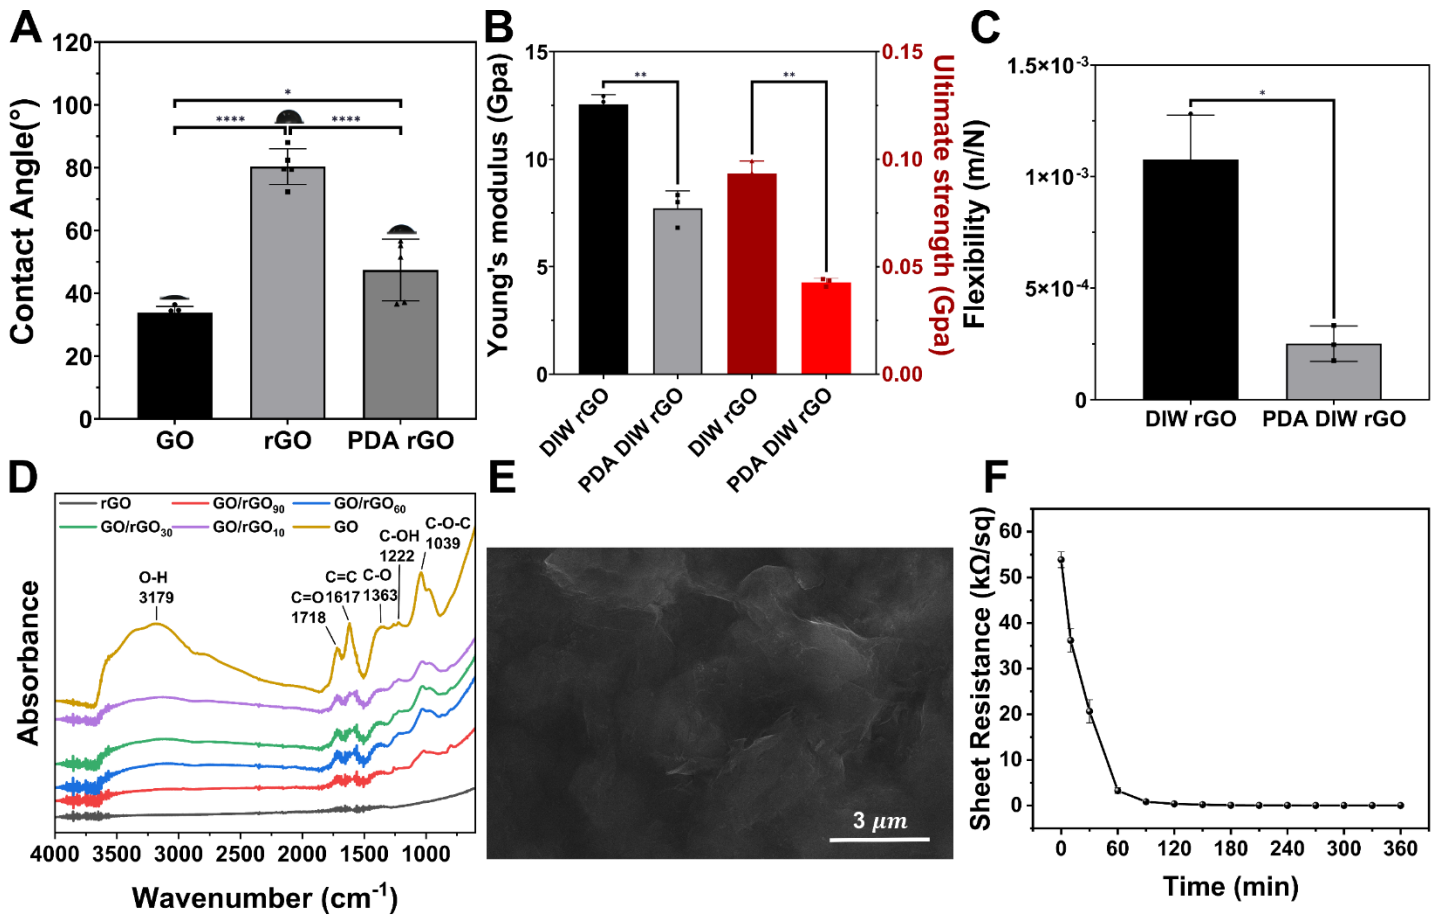 A
120
100
80
60
40
20
0
Contact Angle(°)
*
****
****
GO
rGO
PDA rGO
B
15
10
5
0
Young's modulus (Gpa)
**
**
0.15
0.10
0.05
0.00
Ultimate strength (Gpa)
DIW rGO
PDA DIW rGO
DIW rGO
PDA DIW rGO
C
1.5×10⁻³
1×10⁻³
5×10⁻⁴
0
Flexibility (m/N)
*
DIW rGO
PDA DIW rGO
D
rGO
GO/rGO₉₀
GO/rGO₆₀
GO/rGO₃₀
GO/rGO₁₀
GO
O-H
3179
C=O
1718
C=C
1617
C-O
1363
C-OH
1222
C-O-C
1039
Absorbance
4000 3500 3000 2500 2000 1500 1000
Wavenumber (cm⁻¹)
E
3 μm
F
60
50
40
30
20
10
0
Sheet Resistance (kΩ/sq)
0 60 120 180 240 300 360
Time (min)